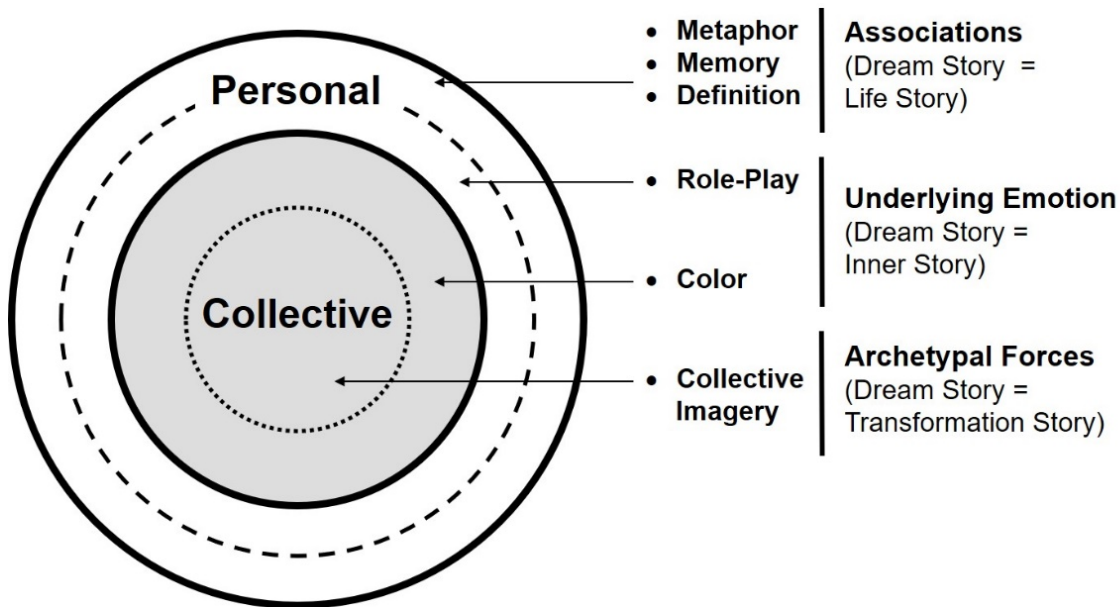 Personal
Collective
• Metaphor
• Memory
• Definition
Associations
(Dream Story =
Life Story)
• Role-Play
• Color
Underlying Emotion
(Dream Story =
Inner Story)
• Collective
Imagery
Archetypal Forces
(Dream Story =
Transformation Story)